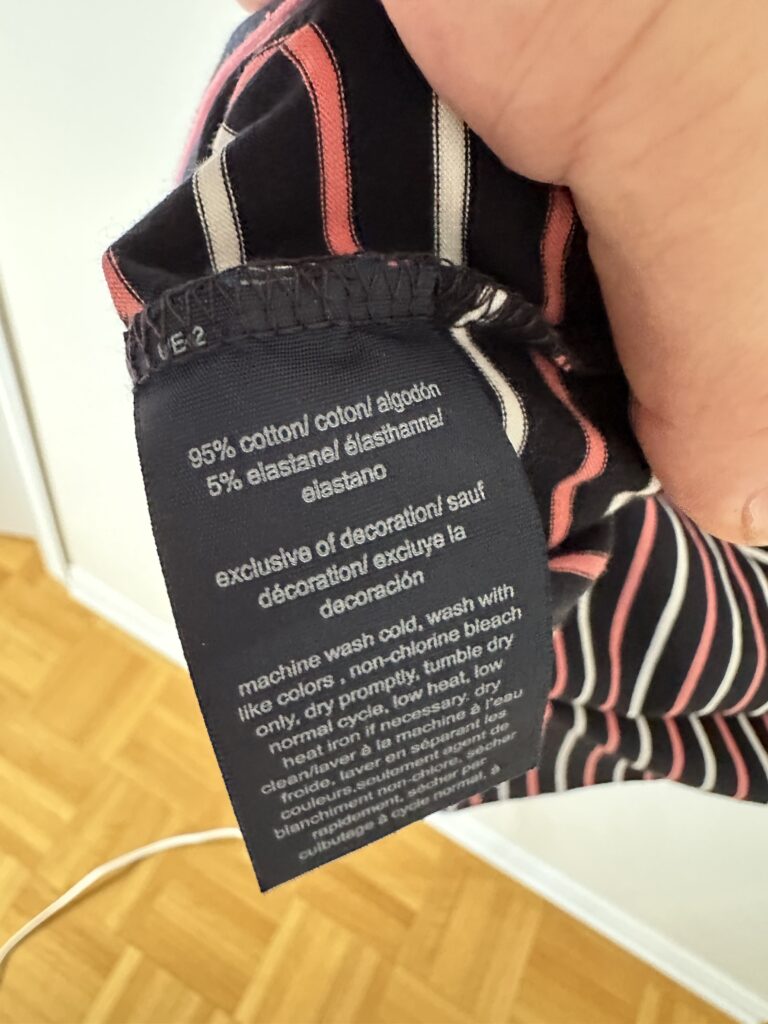 E 2
95% cotton/ coton/ algodón
5% elastane/ élasthanne/
elastano
exclusive of decoration/ sauf
décoration/ excluye la
decoración
machine wash cold, wash with
like colors , non-chlorine bleach
only, dry promptly, tumble dry
normal cycle, low heat, low
heat iron if necessary. dry
clean/laver à la machine à l'eau
froide, laver en séparant les
couleurs,seulement agent de
blanchiment non-chlore, sécher
rapidement, sécher par
culbutage à cycle normal, à